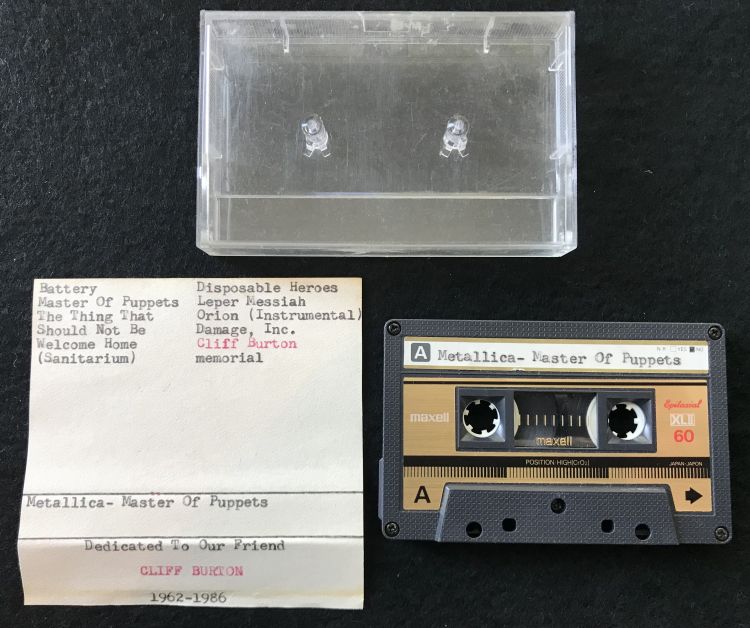 Battery
Master Of Puppets
The Thing That
Should Not Be
Welcome Home
(Sanitarium)
Disposable Heroes
Leper Messiah
Orion (Instrumental)
Damage, Inc.
Cliff Burton
memorial
Metallica- Master Of Puppets
Dedicated To Our Friend
CLIFF BURTON
1962-1986
N.R. YES NO
A Metallica- Master Of Puppets
maxell
Epitaxial
XLII
60
maxell
POSITION·HIGH(CrO2)
JAPAN·JAPON
A